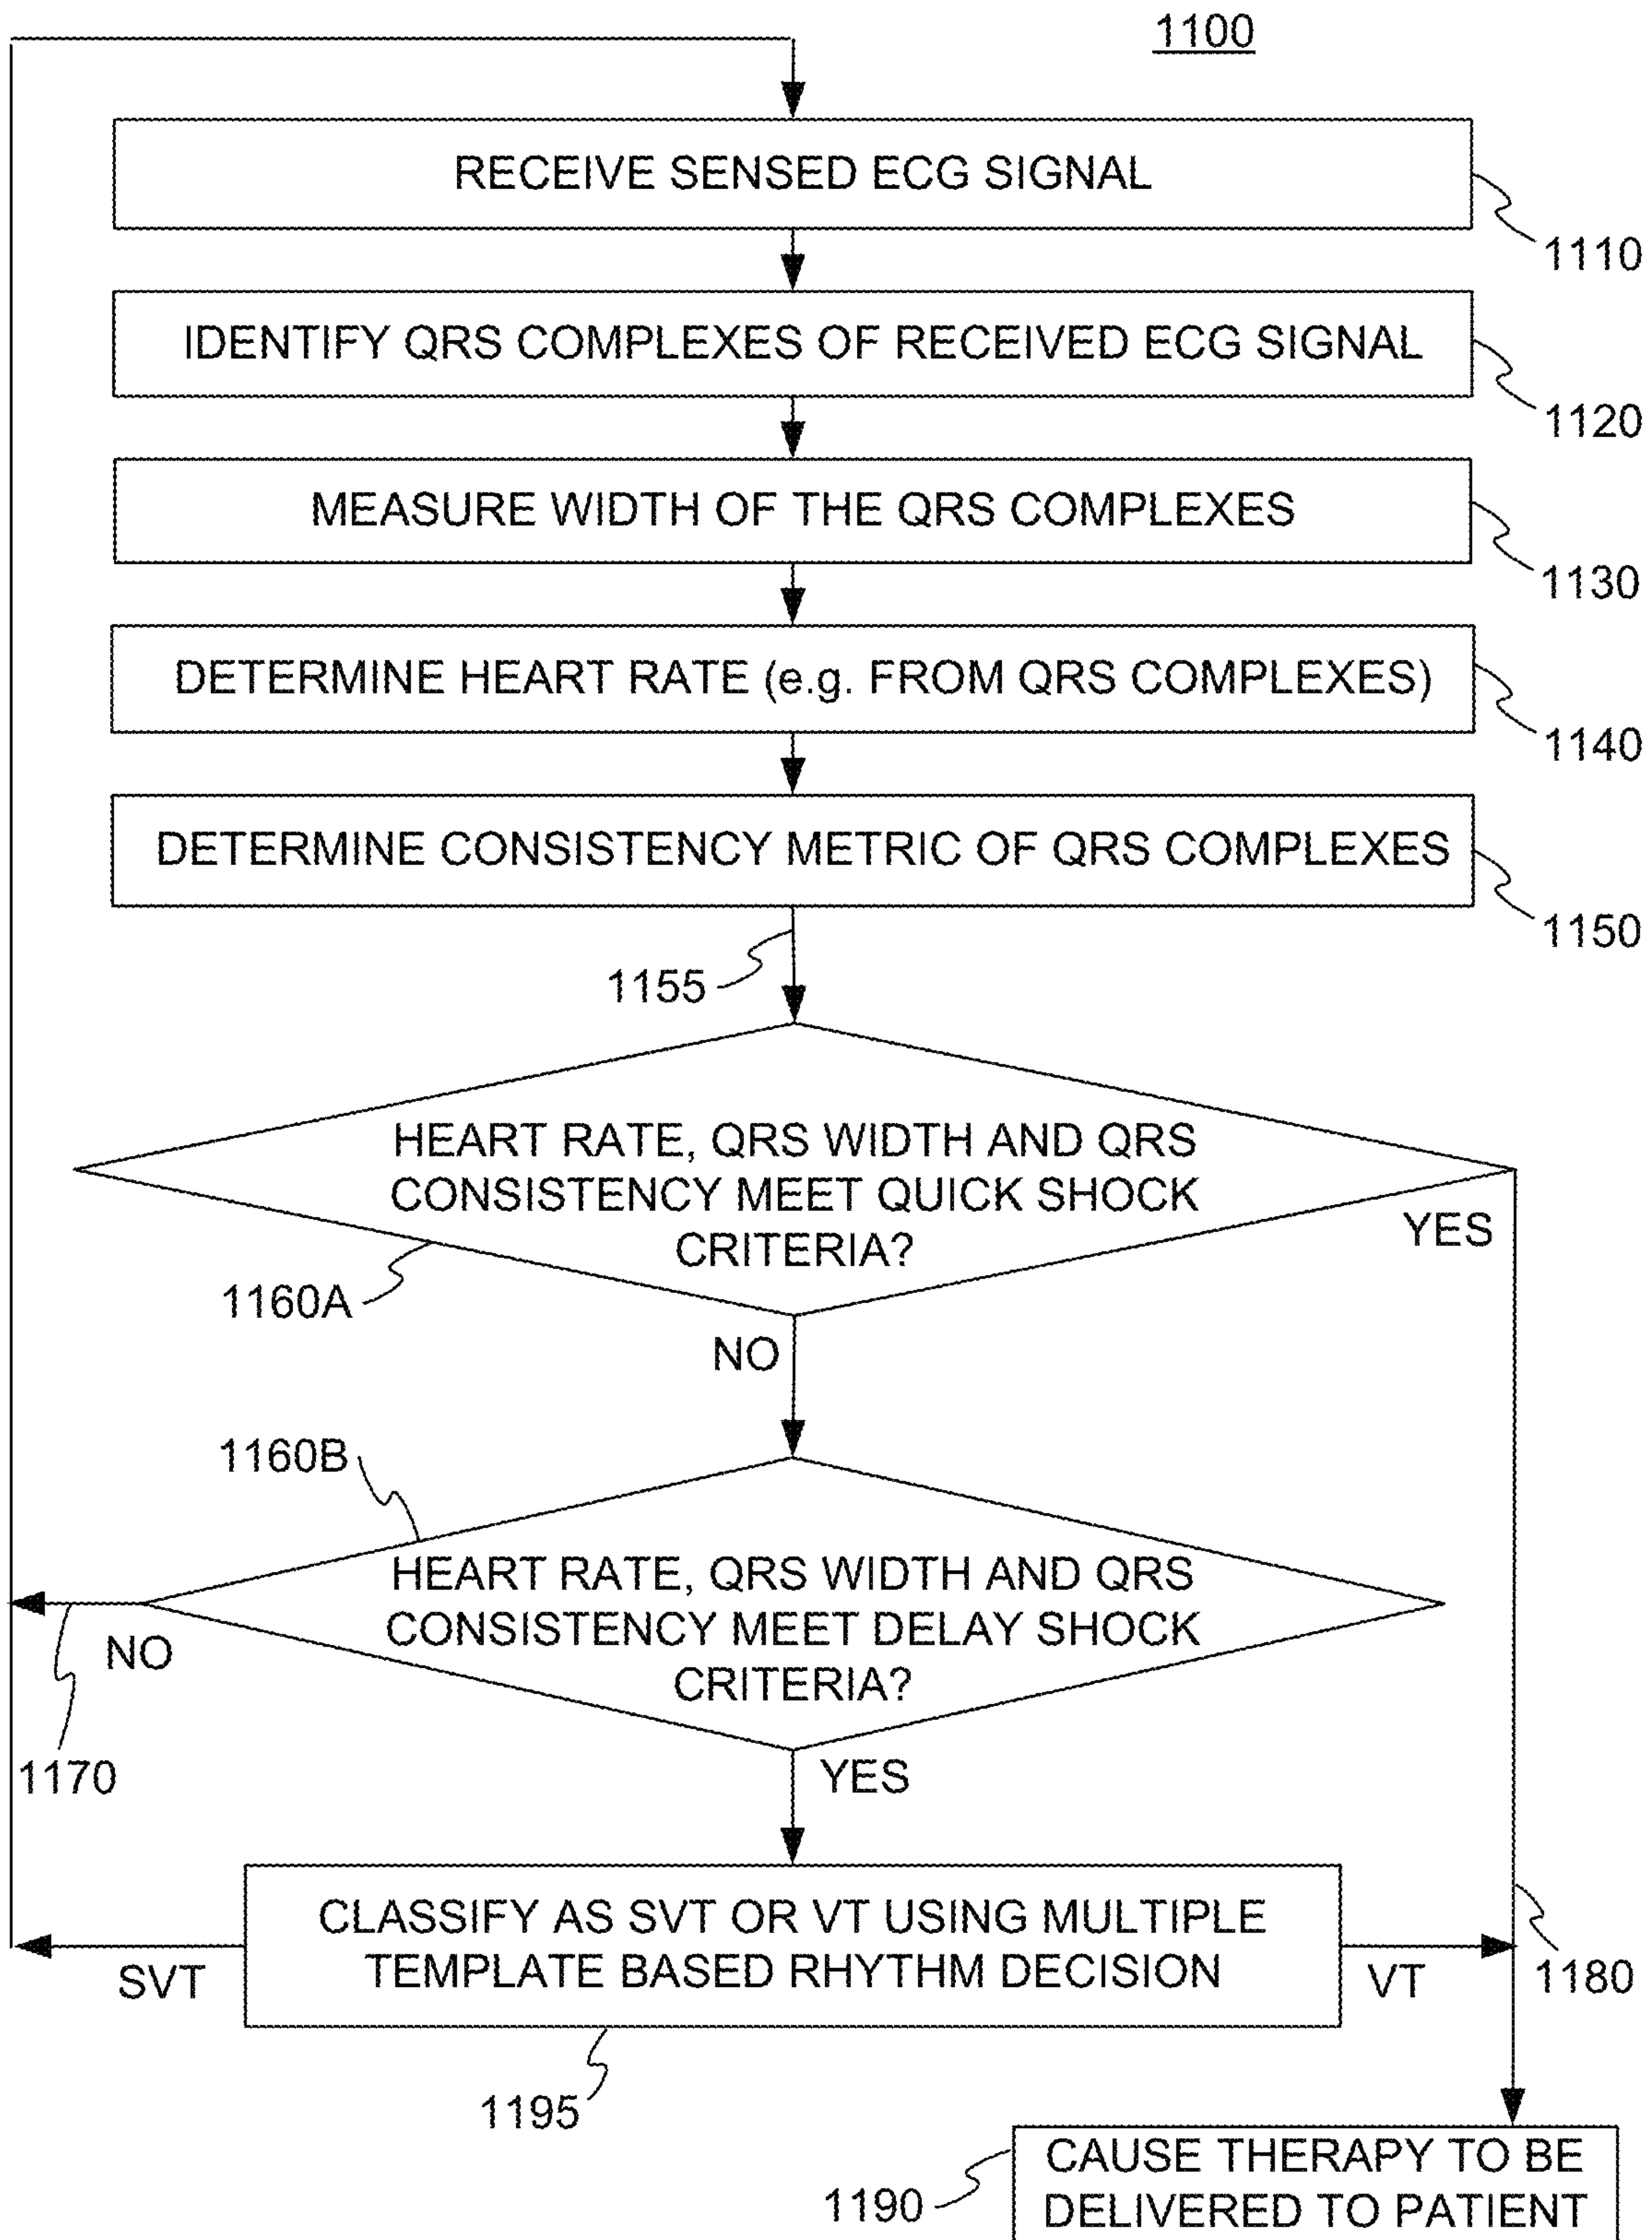 1100
RECEIVE SENSED ECG SIGNAL
1110
IDENTIFY QRS COMPLEXES OF RECEIVED ECG SIGNAL
1120
MEASURE WIDTH OF THE QRS COMPLEXES
1130
DETERMINE HEART RATE (e.g. FROM QRS COMPLEXES)
1140
DETERMINE CONSISTENCY METRIC OF QRS COMPLEXES
1150
1155
HEART RATE, QRS WIDTH AND QRS
CONSISTENCY MEET QUICK SHOCK
CRITERIA?
YES
1160A
NO
1160B
HEART RATE, QRS WIDTH AND QRS
CONSISTENCY MEET DELAY SHOCK
CRITERIA?
NO
1170
YES
CLASSIFY AS SVT OR VT USING MULTIPLE
TEMPLATE BASED RHYTHM DECISION
SVT
VT
1180
1195
CAUSE THERAPY TO BE
DELIVERED TO PATIENT
1190